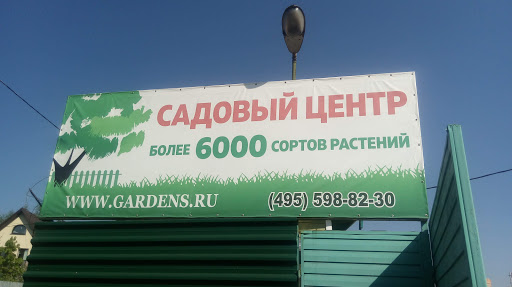 САДОВЫЙ ЦЕНТР
БОЛЕЕ 6000 СОРТОВ РАСТЕНИЙ
WWW.GARDENS.RU (495) 598-82-30